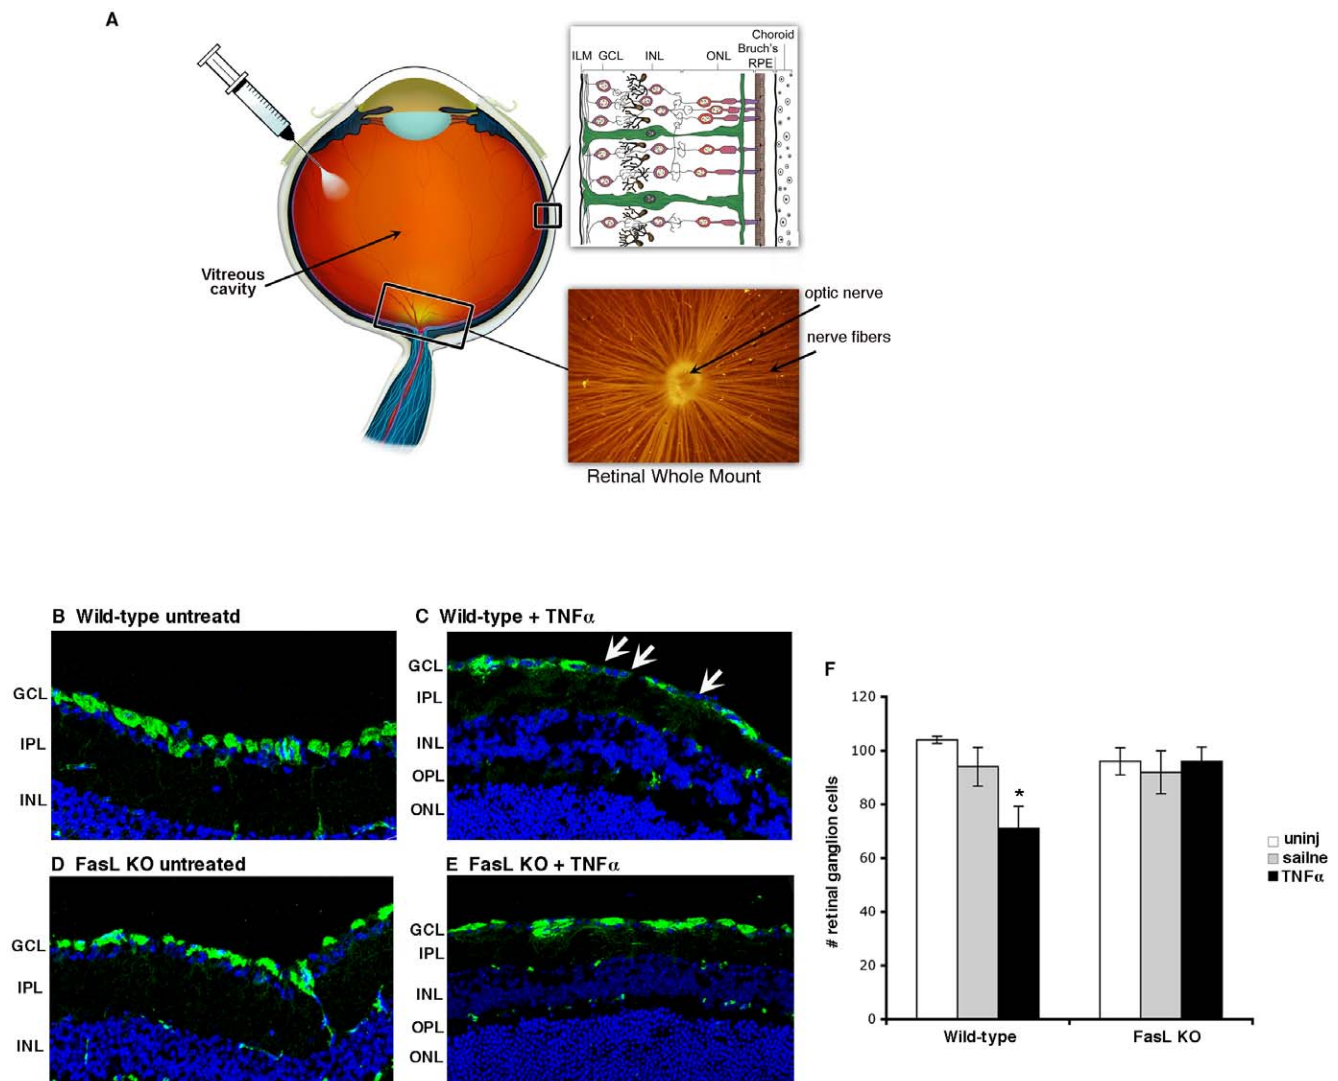 A
Choroid
Bruch's
ILM GCL INL ONL RPE
Vitreous
cavity
optic nerve
nerve fibers
Retinal Whole Mount
B Wild-type untreatd
GCL
IPL
INL
C Wild-type + TNFα
GCL
IPL
INL
OPL
ONL
D FasL KO untreated
GCL
IPL
INL
E FasL KO + TNFα
GCL
IPL
INL
OPL
ONL
F
# retinal ganglion cells
120
100
80
60
40
20
0
*
Wild-type
FasL KO
uninj
sailne
TNFα